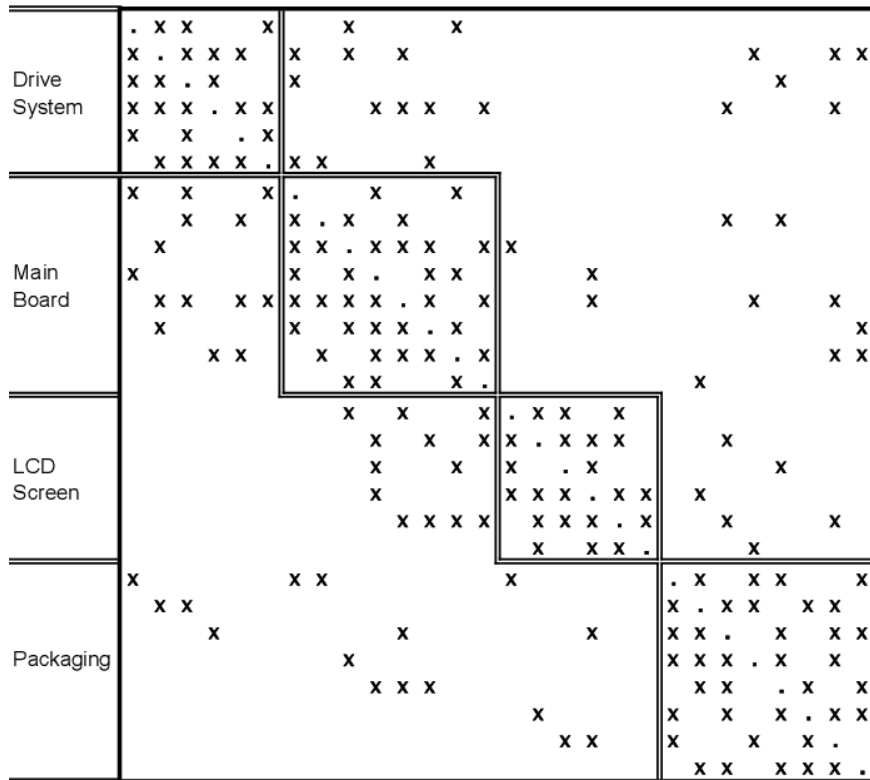 . x x x x x
x . x x x x x x x x x
Drive x x . x x x
System x x x . x x x x x x x x
x x . x
x x x x . x x x
x x x . x x
x x x . x x x x
x x x . x x x x x
Main x x x . x x x
Board x x x x x x x x . x x x x x
x x x x x . x x
x x x x x x . x x x
x x x . x
x x x . x x x
x x x x . x x x x
LCD x x x . x x
Screen x x x x . x x x
x x x x x x x . x x x
x x x . x
x x x x . x x x x
x x x . x x x x
x x x x x . x x x
Packaging x x x x . x x
x x x x x . x x
x x x x . x x
x x x x x .
x x x x x .